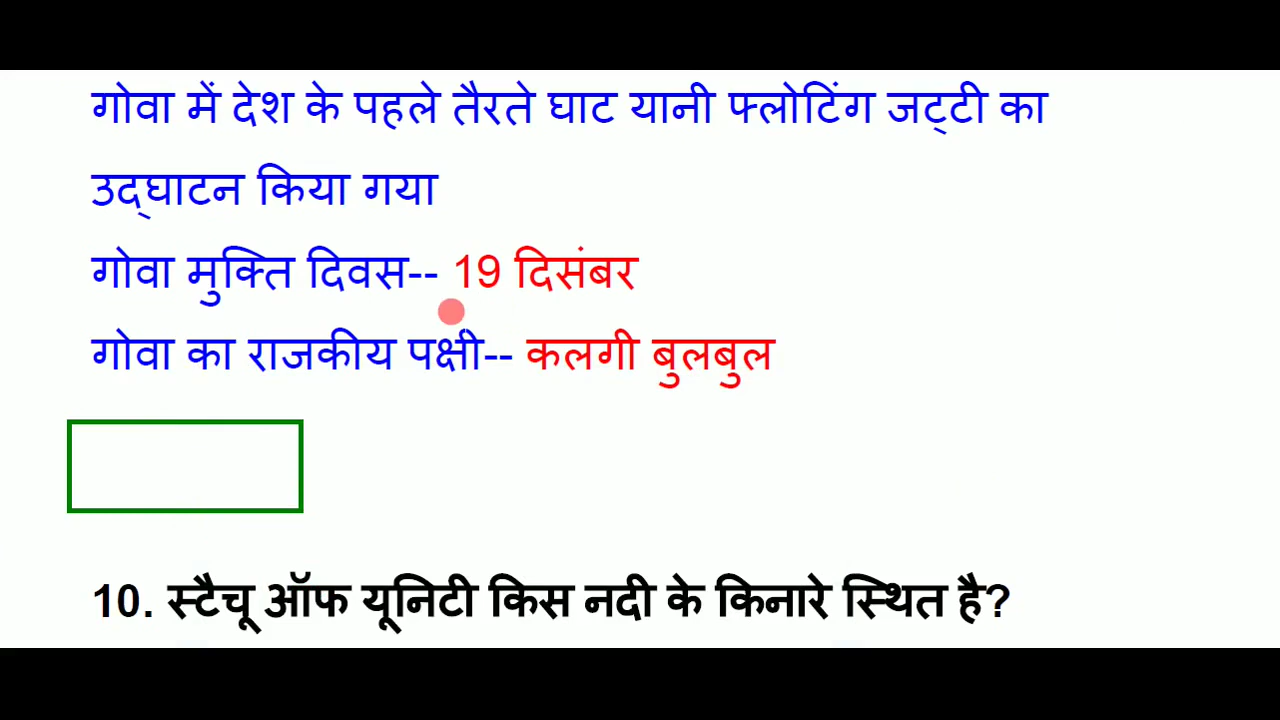 गोवा में देश के पहले तैरते घाट यानी फ्लोटिंग जट्टी का
उद्घाटन किया गया
गोवा मुक्ति दिवस-- 19 दिसंबर
गोवा का राजकीय पक्षी-- कलगी बुलबुल
10. स्टैचू ऑफ यूनिटी किस नदी के किनारे स्थित है?